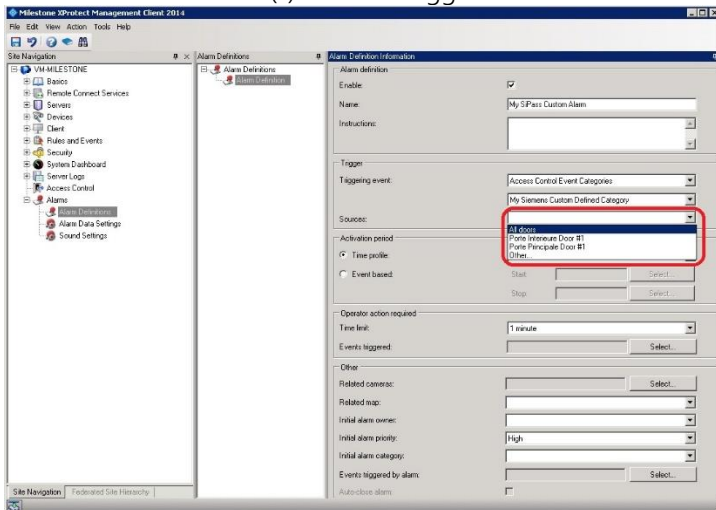 Milestone XProtect Management Client 2014
File Edit View Action Tools Help
Site Navigation
VM-MILESTONE
Basics
Remote Connect Services
Servers
Devices
Client
Rules and Events
Security
System Dashboard
Server Logs
Access Control
Alarms
Alarm Definitions
Alarm Data Settings
Sound Settings
Site Navigation Federated Site Hierarchy
Alarm Definitions
Alarm Definitions
Alarm Definition
Alarm Definition Information
Alarm definition
Enable:
Name: My SiPass Custom Alarm
Instructions:
Trigger
Triggering event: Access Control Event Categories
My Siemens Custom Defined Category
Sources:
All doors
Porte Interieure Door #1
Porte Principale Door #1
Other...
Activation period
Time profile:
Event based: Start: Select...
Stop: Select...
Operator action required
Time limit: 1 minute
Events triggered: Select...
Other
Related cameras: Select...
Related map:
Initial alarm owner:
Initial alarm priority: High
Initial alarm category:
Events triggered by alarm: Select...
Auto-close alarm: